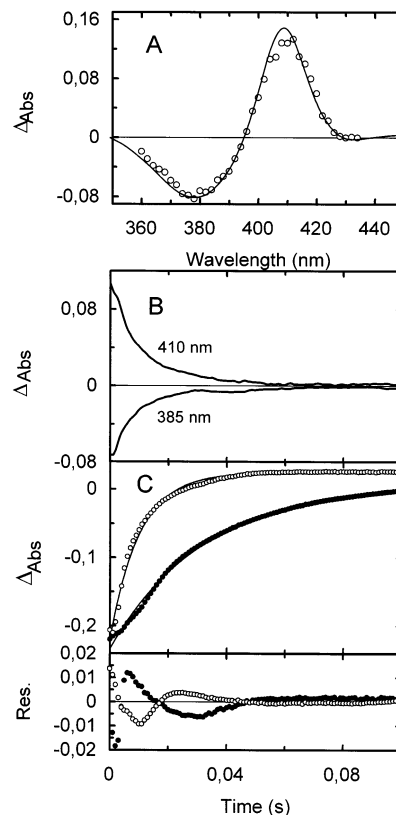 0,16
A
0,08
ΔAbs
0
-0,08
360 380 400 420 440
Wavelength (nm)
B
0,08
410 nm
ΔAbs
0
385 nm
-0,08
C
0
ΔAbs
-0,1
-0,2
0,02
0,01
Res.
0
-0,01
-0,02
0 0,04 0,08
Time (s)